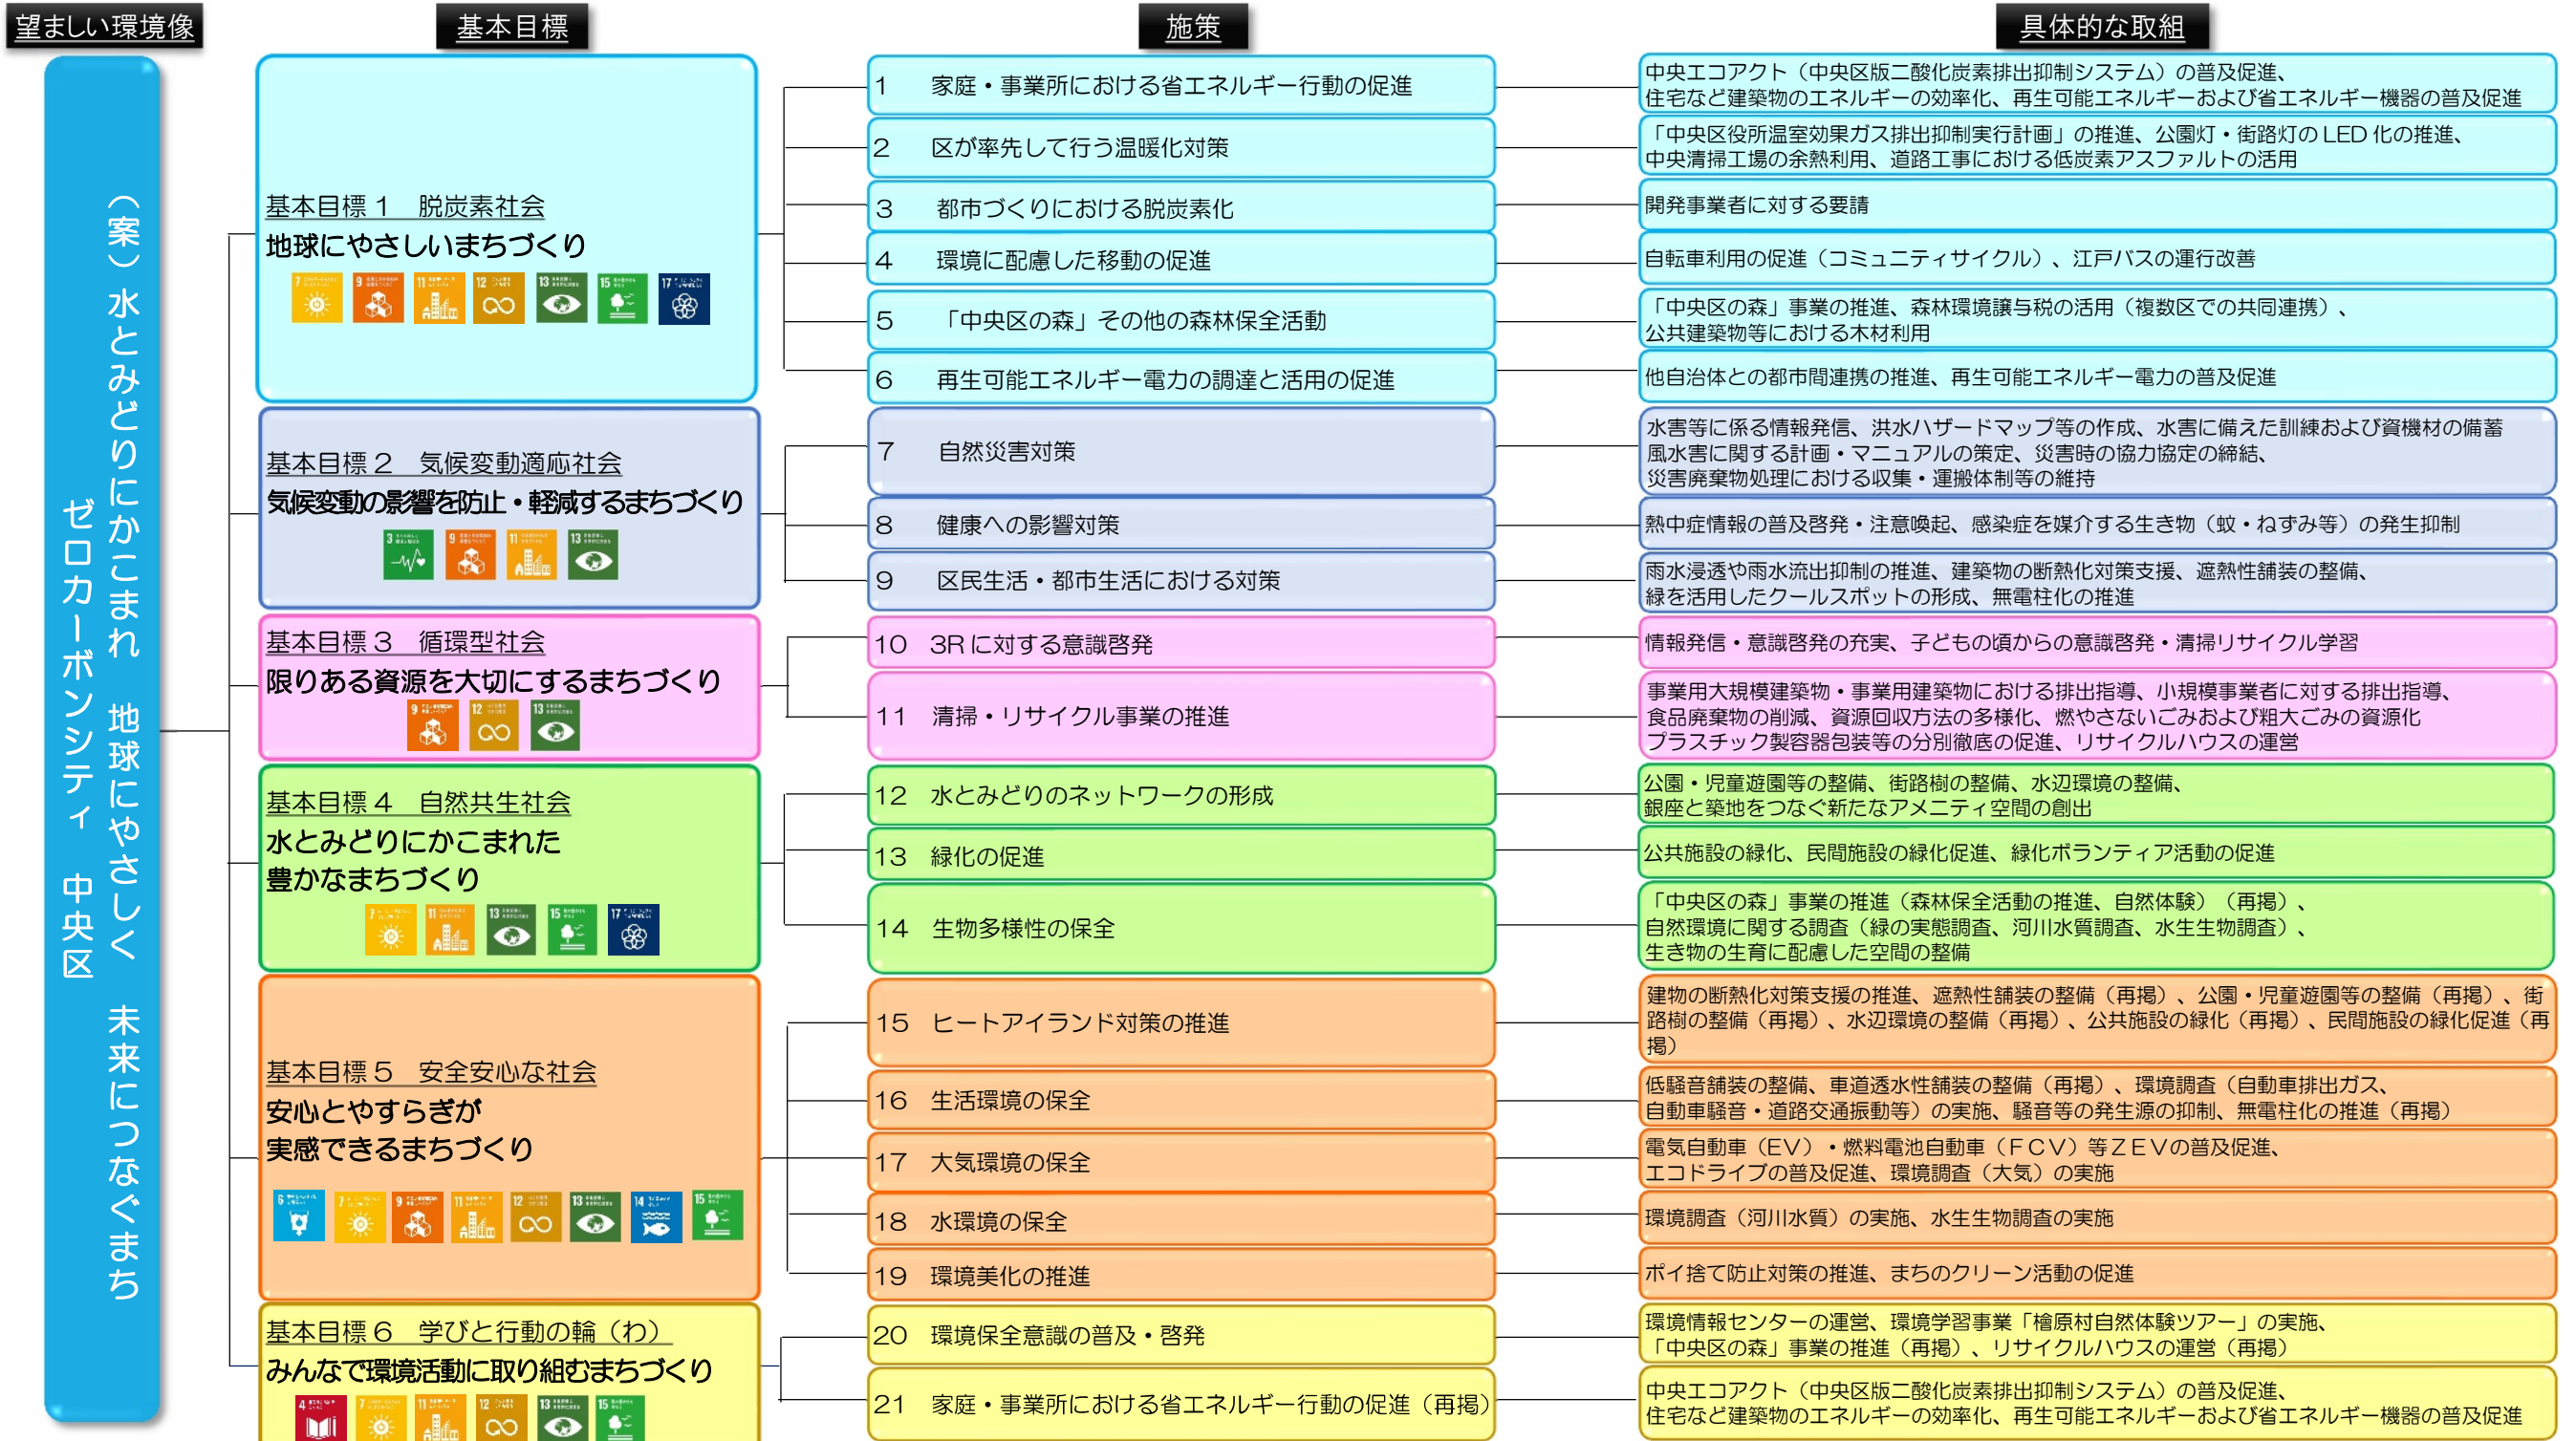 望ましい環境像
基本目標
施策
具体的な取組
（案）水とみどりにかこまれ　地球にやさしく　未来につなぐまち
ゼロカーボンシティ　中央区
基本目標１　脱炭素社会
地球にやさしいまちづくり
7 9 11 12 13 15 17
1　家庭・事業所における省エネルギー行動の促進
中央エコアクト（中央区版二酸化炭素排出抑制システム）の普及促進、
住宅など建築物のエネルギーの効率化、再生可能エネルギーおよび省エネルギー機器の普及促進
2　区が率先して行う温暖化対策
「中央区役所温室効果ガス排出抑制実行計画」の推進、公園灯・街路灯の LED 化の推進、
中央清掃工場の余熱利用、道路工事における低炭素アスファルトの活用
3　都市づくりにおける脱炭素化
開発事業者に対する要請
4　環境に配慮した移動の促進
自転車利用の促進（コミュニティサイクル）、江戸バスの運行改善
5　「中央区の森」その他の森林保全活動
「中央区の森」事業の推進、森林環境譲与税の活用（複数区での共同連携）、
公共建築物等における木材利用
6　再生可能エネルギー電力の調達と活用の促進
他自治体との都市間連携の推進、再生可能エネルギー電力の普及促進
基本目標２　気候変動適応社会
気候変動の影響を防止・軽減するまちづくり
3 9 11 13
7　自然災害対策
水害等に係る情報発信、洪水ハザードマップ等の作成、水害に備えた訓練および資機材の備蓄
風水害に関する計画・マニュアルの策定、災害時の協力協定の締結、
災害廃棄物処理における収集・運搬体制等の維持
8　健康への影響対策
熱中症情報の普及啓発・注意喚起、感染症を媒介する生き物（蚊・ねずみ等）の発生抑制
9　区民生活・都市生活における対策
雨水浸透や雨水流出抑制の推進、建築物の断熱化対策支援、遮熱性舗装の整備、
緑を活用したクールスポットの形成、無電柱化の推進
基本目標３　循環型社会
限りある資源を大切にするまちづくり
9 12 13
10　3R に対する意識啓発
情報発信・意識啓発の充実、子どもの頃からの意識啓発・清掃リサイクル学習
11　清掃・リサイクル事業の推進
事業用大規模建築物・事業用建築物における排出指導、小規模事業者に対する排出指導、
食品廃棄物の削減、資源回収方法の多様化、燃やさないごみおよび粗大ごみの資源化
プラスチック製容器包装等の分別徹底の促進、リサイクルハウスの運営
基本目標４　自然共生社会
水とみどりにかこまれた
豊かなまちづくり
7 11 13 15 17
12　水とみどりのネットワークの形成
公園・児童遊園等の整備、街路樹の整備、水辺環境の整備、
銀座と築地をつなぐ新たなアメニティ空間の創出
13　緑化の促進
公共施設の緑化、民間施設の緑化促進、緑化ボランティア活動の促進
14　生物多様性の保全
「中央区の森」事業の推進（森林保全活動の推進、自然体験）（再掲）、
自然環境に関する調査（緑の実態調査、河川水質調査、水生生物調査）、
生き物の生育に配慮した空間の整備
基本目標５　安全安心な社会
安心とやすらぎが
実感できるまちづくり
6 7 9 11 12 13 14 15
15　ヒートアイランド対策の推進
建物の断熱化対策支援の推進、遮熱性舗装の整備（再掲）、公園・児童遊園等の整備（再掲）、街
路樹の整備（再掲）、水辺環境の整備（再掲）、公共施設の緑化（再掲）、民間施設の緑化促進（再
掲）
16　生活環境の保全
低騒音舗装の整備、車道透水性舗装の整備（再掲）、環境調査（自動車排出ガス、
自動車騒音・道路交通振動等）の実施、騒音等の発生源の抑制、無電柱化の推進（再掲）
17　大気環境の保全
電気自動車（EV）・燃料電池自動車（ＦＣＶ）等ＺＥＶの普及促進、
エコドライブの普及促進、環境調査（大気）の実施
18　水環境の保全
環境調査（河川水質）の実施、水生生物調査の実施
19　環境美化の推進
ポイ捨て防止対策の推進、まちのクリーン活動の促進
基本目標６　学びと行動の輪（わ）
みんなで環境活動に取り組むまちづくり
4 7 11 12 13 15
20　環境保全意識の普及・啓発
環境情報センターの運営、環境学習事業「檜原村自然体験ツアー」の実施、
「中央区の森」事業の推進（再掲）、リサイクルハウスの運営（再掲）
21　家庭・事業所における省エネルギー行動の促進（再掲）
中央エコアクト（中央区版二酸化炭素排出抑制システム）の普及促進、
住宅など建築物のエネルギーの効率化、再生可能エネルギーおよび省エネルギー機器の普及促進